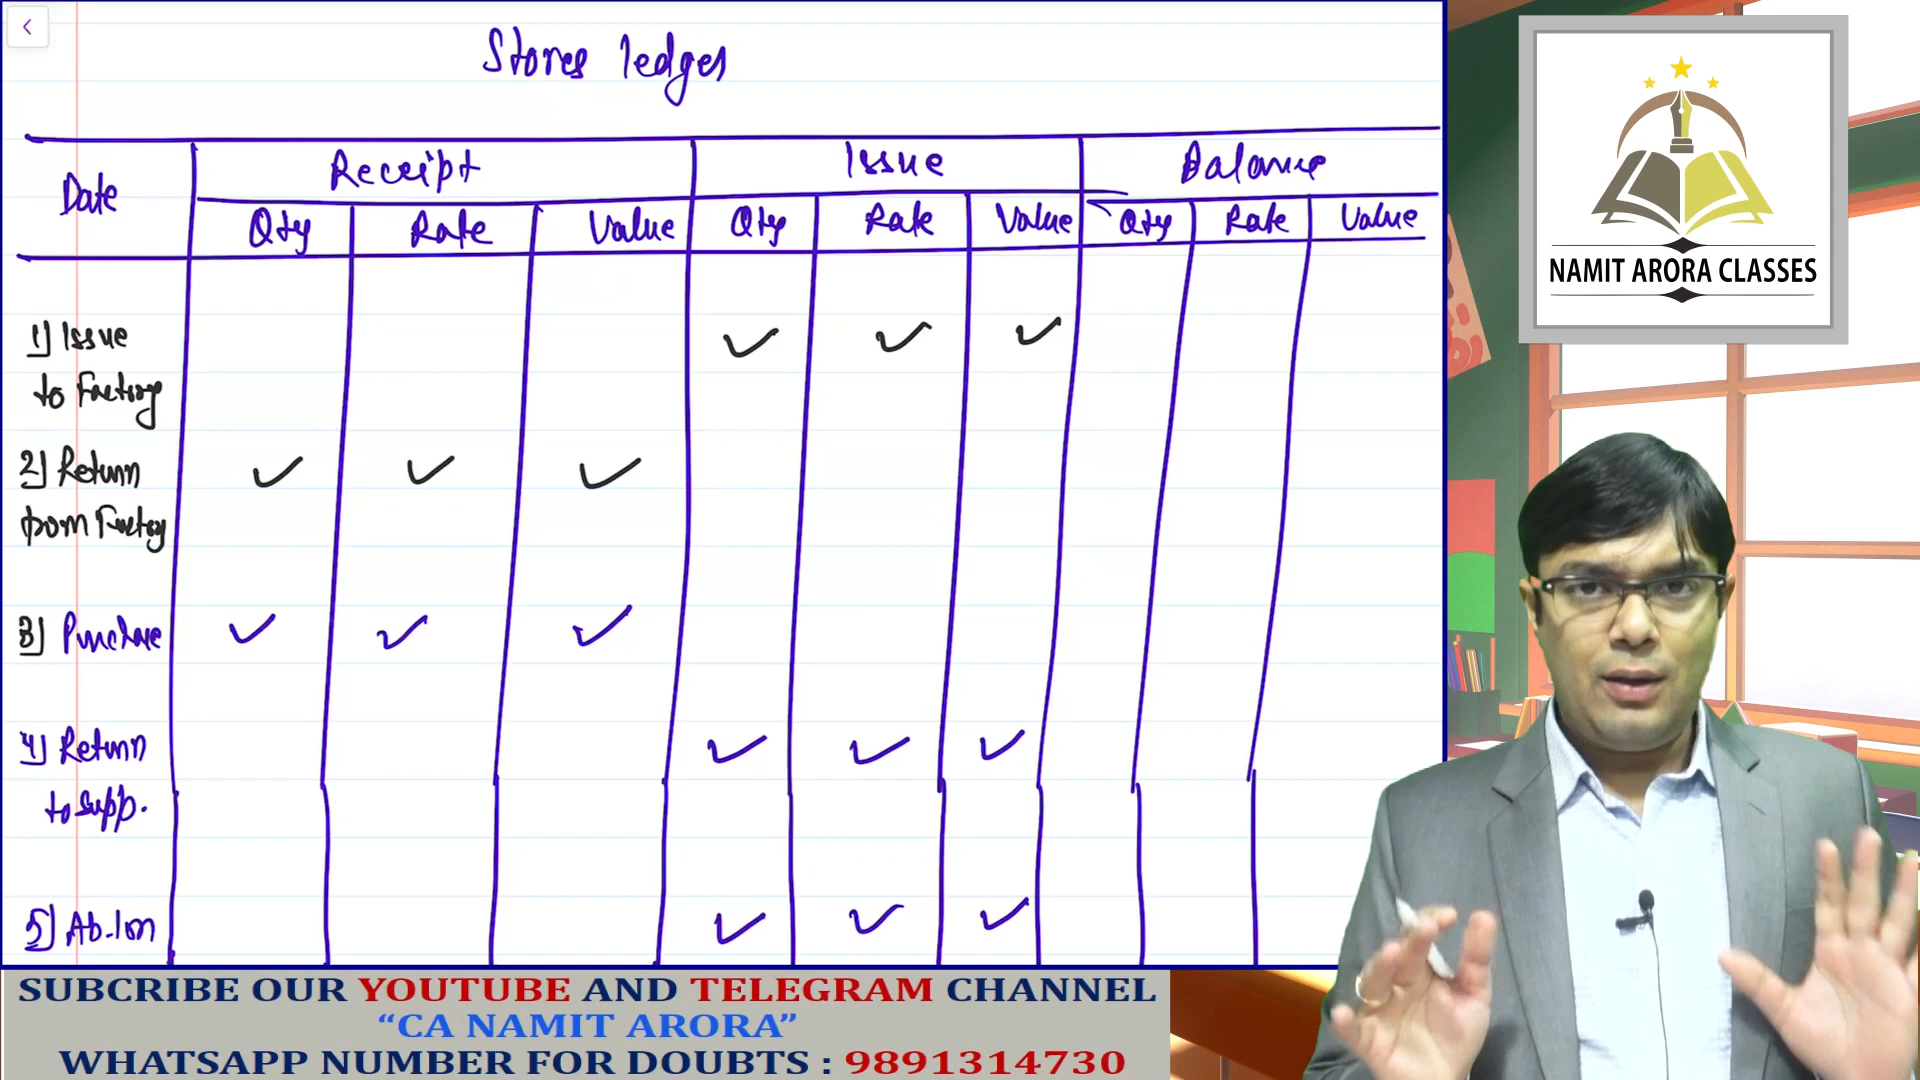 Stores ledger
Date Receipt Issue Balance
Qty Rate Value Qty Rate Value Qty Rate Value
1) Issue
to Factory
2) Return
from Factory
3) Purchase
4) Return
to supp.
5) Ab. loss
NAMIT ARORA CLASSES
SUBCRIBE OUR YOUTUBE AND TELEGRAM CHANNEL
“CA NAMIT ARORA”
WHATSAPP NUMBER FOR DOUBTS : 9891314730